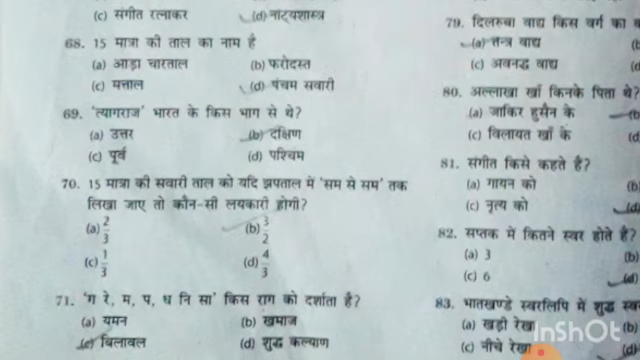 (c) संगीत रत्नाकर (d) नाट्यशास्त्र
68. 15 मात्रा की ताल का नाम है
(a) आड़ा चारताल (b) फरोदस्त
(c) मत्ताल (d) पंचम सवारी
69. 'त्यागराज' भारत के किस भाग से थे?
(a) उत्तर (b) दक्षिण
(c) पूर्व (d) पश्चिम
70. 15 मात्रा की सवारी ताल को यदि झपताल में 'सम से सम' तक
लिखा जाए तो कौन-सी लयकारी होगी?
(a) 2/3 (b) 3/2
(c) 1/3 (d) 4/3
71. 'ग रे, म, प, ध नि सा' किस राग को दर्शाता है?
(a) यमन (b) खमाज
(c) बिलावल (d) शुद्ध कल्याण
79. दिलरुबा वाद्य किस वर्ग का
(a) तन्त्र वाद्य (b
(c) अवनद्ध वाद्य (d
80. अल्लारखा खाँ किनके पिता थे?
(a) जाकिर हुसैन के (b
(c) विलायत खाँ के (d
81. संगीत किसे कहते है?
(a) गायन को (b)
(c) नृत्य को (d
82. सप्तक में कितने स्वर होते है?
(a) 3 (b)
(c) 6 (d)
83. भातखण्डे स्वरलिपि में शुद्ध
(a) खड़ी रेखा (b)
(c) नीचे रेखा (d)
InShOt